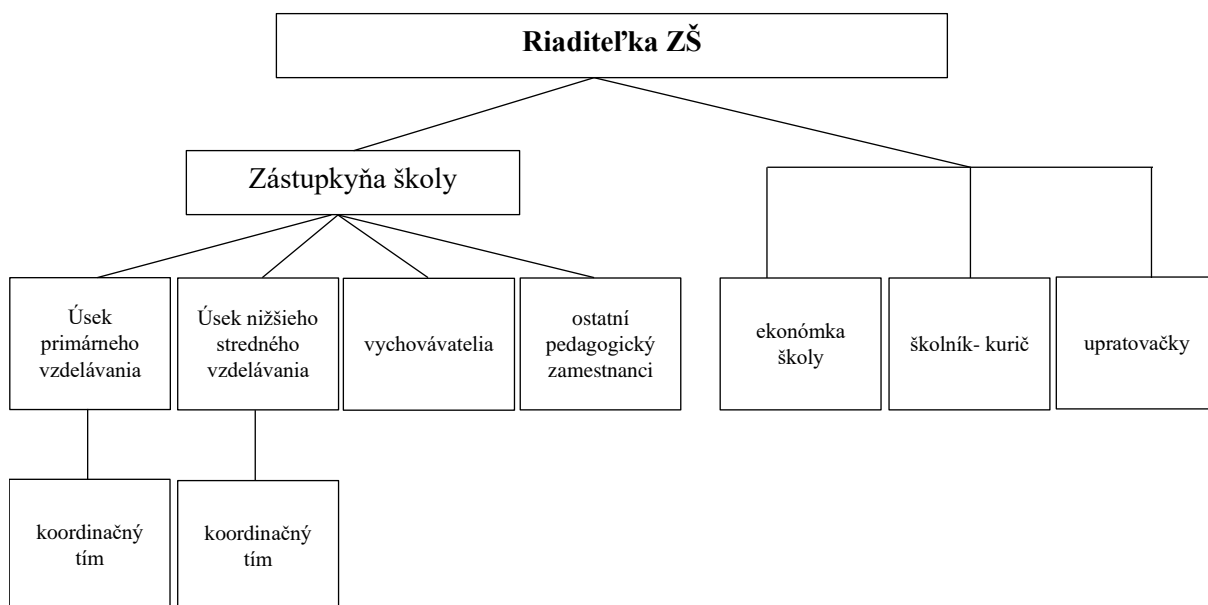 Riaditeľka ZŠ
Zástupkyňa školy
Úsek
primárneho
vzdelávania
Úsek nižšieho
stredného
vzdelávania
vychovávatelia
ostatní
pedagogický
zamestnanci
ekonómka
školy
školník- kurič
upratovačky
koordinačný
tím
koordinačný
tím